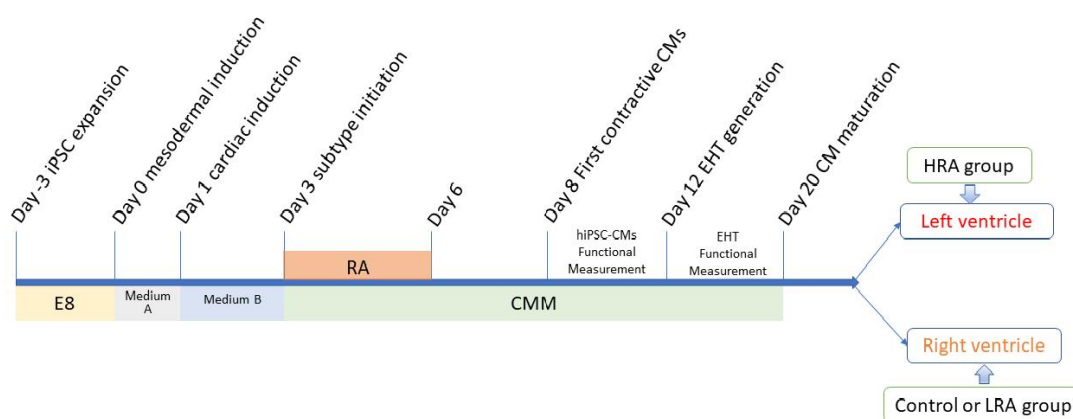 Day -3 iPSC expansion
Day 0 mesodermal induction
Day 1 cardiac induction
Day 3 subtype initiation
Day 6
Day 8 First contractive CMs
Day 12 EHT generation
Day 20 CM maturation
HRA group
Left ventricle
hiPSC-CMs
Functional
Measurement
EHT
Functional
Measurement
RA
E8
Medium
A
Medium B
CMM
Right ventricle
Control or LRA group